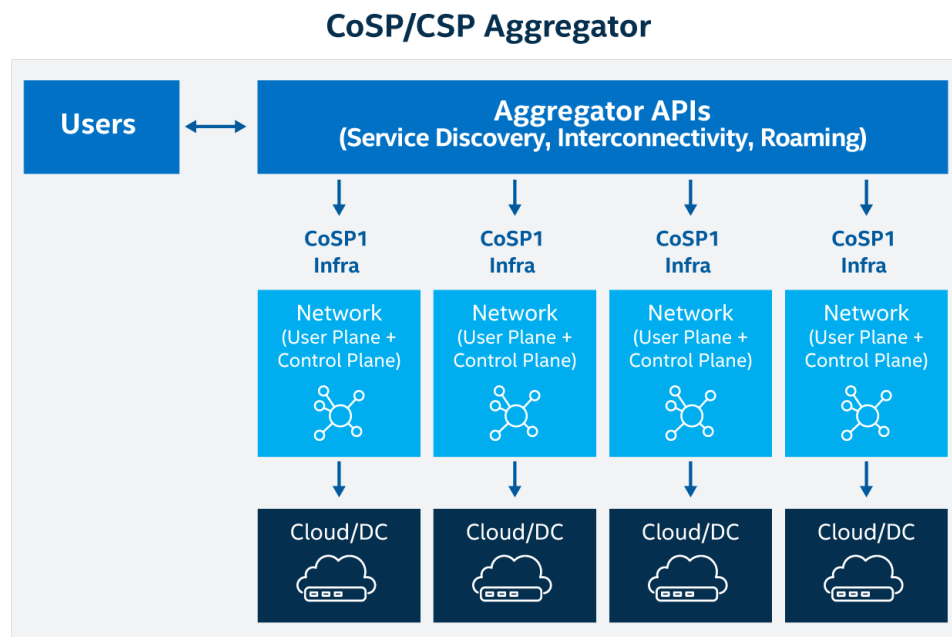 CoSP/CSP Aggregator
Users
Aggregator APIs
(Service Discovery, Interconnectivity, Roaming)
CoSP1
Infra
CoSP1
Infra
CoSP1
Infra
CoSP1
Infra
Network
(User Plane +
Control Plane)
Network
(User Plane +
Control Plane)
Network
(User Plane +
Control Plane)
Network
(User Plane +
Control Plane)
Cloud/DC
Cloud/DC
Cloud/DC
Cloud/DC